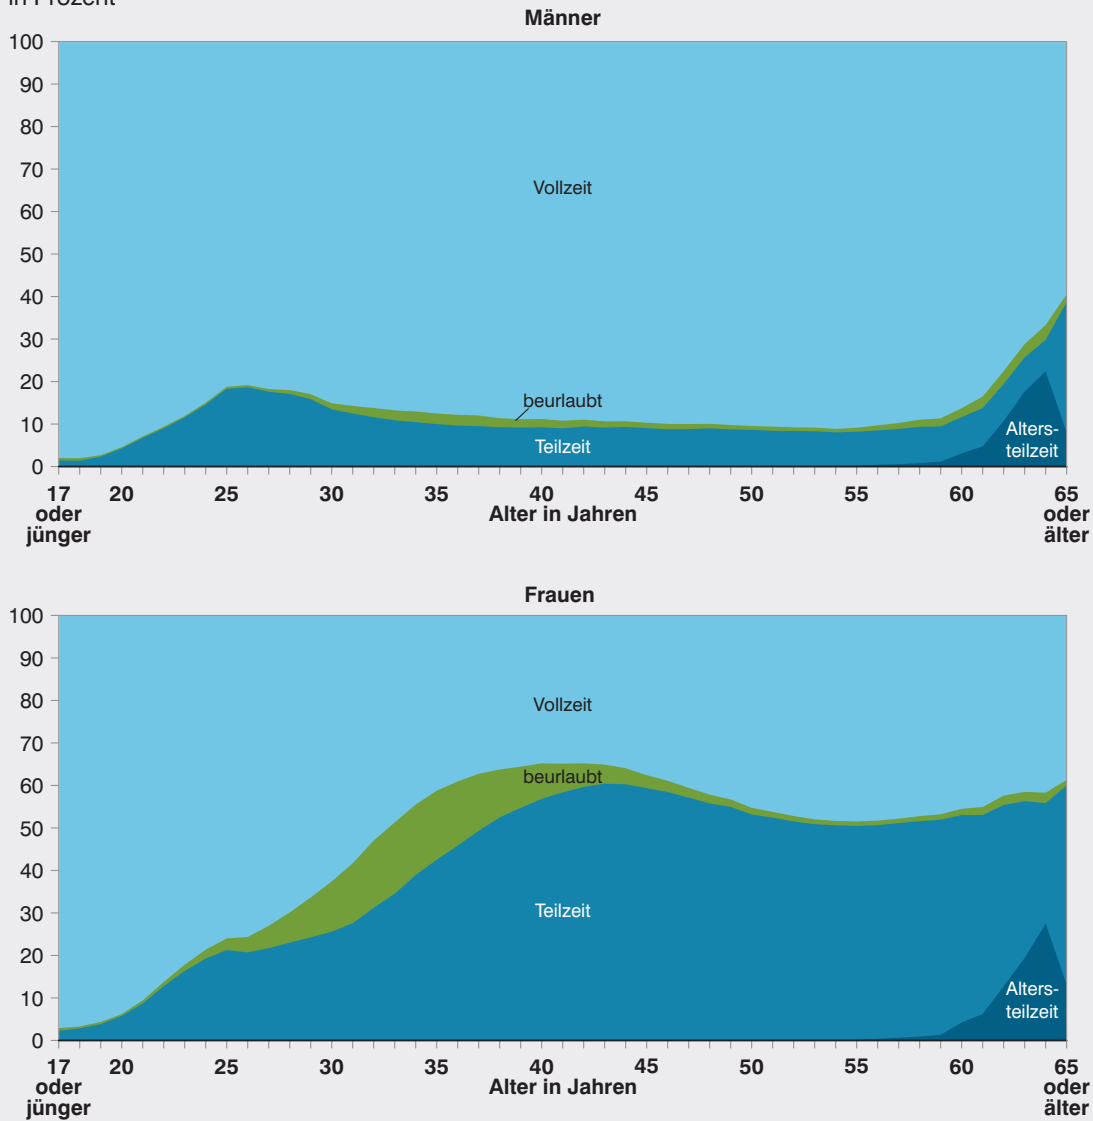 in Prozent
Männer
100
90
80
70
60
50
40
30
20
10
0
Vollzeit
beurlaubt
Teilzeit
Alters-
teilzeit
17 20 25 30 35 40 45 50 55 60 65
oder Alter in Jahren oder
jünger älter
Frauen
100
90
80
70
60
50
40
30
20
10
0
Vollzeit
beurlaubt
Teilzeit
Alters-
teilzeit
17 20 25 30 35 40 45 50 55 60 65
oder Alter in Jahren oder
jünger älter